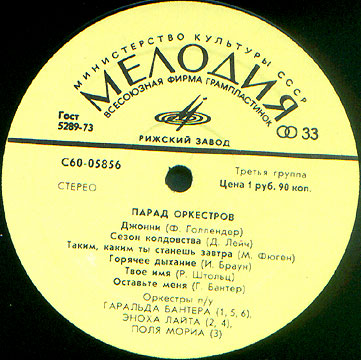 МИНИСТЕРСТВО КУЛЬТУРЫ СССР
МЕЛОДИЯ
ВСЕСОЮЗНАЯ ФИРМА ГРАМПЛАСТИНОК
Гост
5289-73
33
РИЖСКИЙ ЗАВОД
С60-05856
Третья группа
СТЕРЕО
Цена 1 руб. 90 коп.
ПАРАД ОРКЕСТРОВ
Джонни (Ф. Голлендор)
Сезон колдовства (Д. Лейч)
Таким, каким ты станешь завтра (М. Фюген)
Горячее дыхание (И. Браун)
Твое имя (Р. Штольц)
Оставьте меня (Г. Бантер)
Оркестры п/у
ГАРАЛЬДА БАНТЕРА (1, 5, 6),
ЭНОХА ЛАЙТА (2, 4),
ПОЛЯ МОРИА (3)